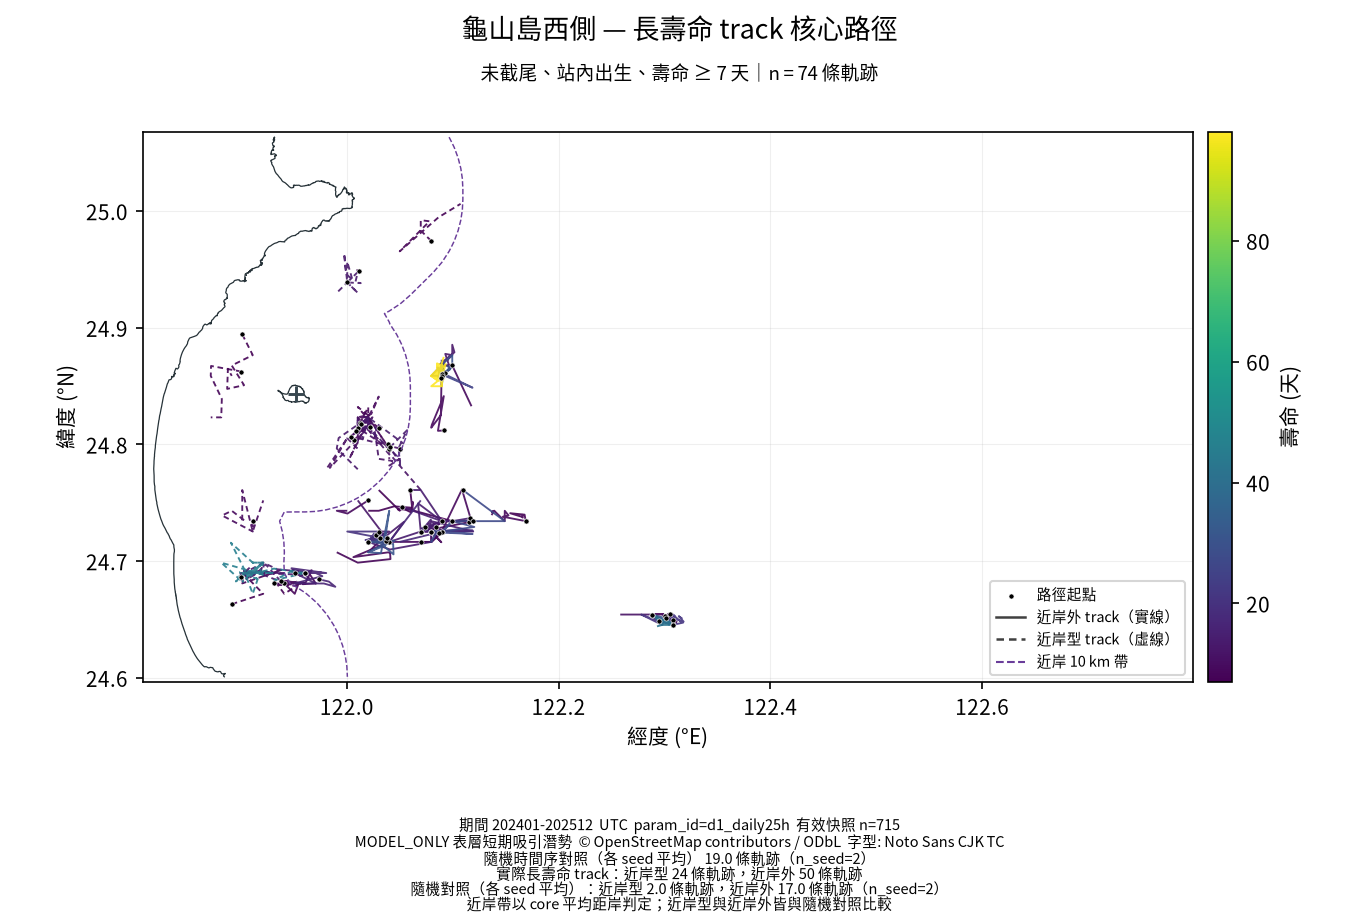 龜山島西側 — 長壽命 track 核心路徑
未截尾、站內出生、壽命 ≥ 7 天｜n = 74 條軌跡
25.0
24.9
24.8
24.7
24.6
緯度 (°N)
122.0
122.2
122.4
122.6
經度 (°E)
路徑起點
近岸外 track（實線）
近岸型 track（虛線）
近岸 10 km 帶
80
60
40
20
壽命 (天)
期間 202401-202512 UTC param_id=d1_daily25h 有效快照 n=715
MODEL_ONLY 表層短期吸引潛勢 © OpenStreetMap contributors / ODbL 字型: Noto Sans CJK TC
隨機時間序對照（各 seed 平均） 19.0 條軌跡（n_seed=2）
實際長壽命 track：近岸型 24 條軌跡，近岸外 50 條軌跡
隨機對照（各 seed 平均）：近岸型 2.0 條軌跡，近岸外 17.0 條軌跡（n_seed=2）
近岸帶以 core 平均距岸判定；近岸型與近岸外皆與隨機對照比較